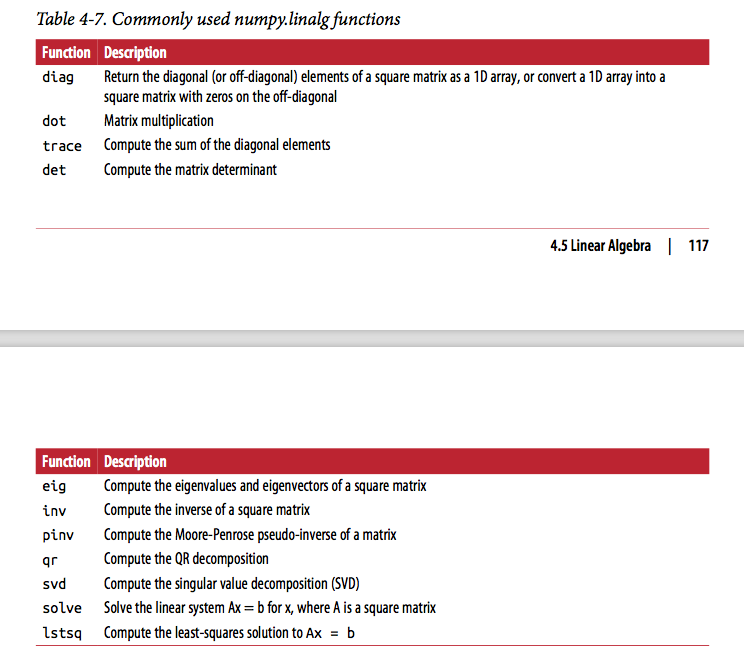 Table 4-7. Commonly used numpy.linalg functions
Function Description
diag Return the diagonal (or off-diagonal) elements of a square matrix as a 1D array, or convert a 1D array into a
square matrix with zeros on the off-diagonal
dot Matrix multiplication
trace Compute the sum of the diagonal elements
det Compute the matrix determinant
4.5 Linear Algebra | 117
Function Description
eig Compute the eigenvalues and eigenvectors of a square matrix
inv Compute the inverse of a square matrix
pinv Compute the Moore-Penrose pseudo-inverse of a matrix
qr Compute the QR decomposition
svd Compute the singular value decomposition (SVD)
solve Solve the linear system Ax = b for x, where A is a square matrix
lstsq Compute the least-squares solution to Ax = b